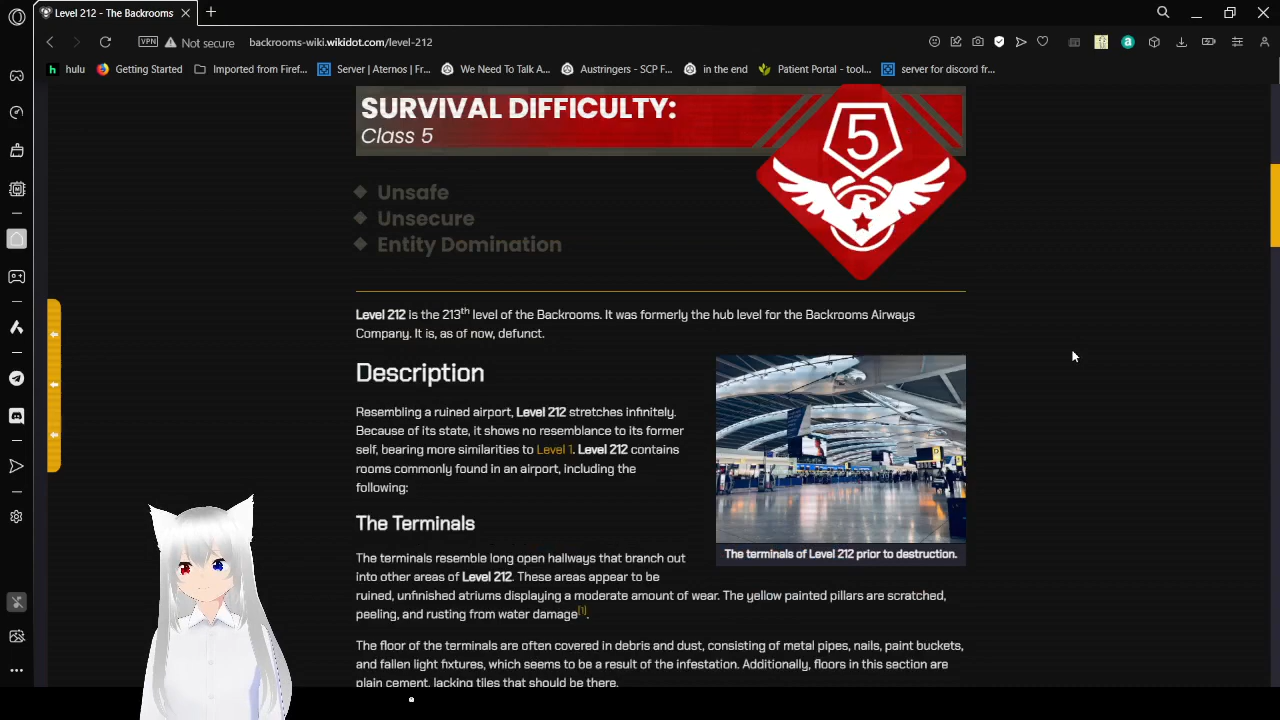 Level 212 - The Backrooms
VPN
Not secure
backrooms-wiki.wikidot.com/level-212
hulu
Getting Started
Imported from Firef...
Server | Aternos | Fr...
We Need To Talk A...
Austringers - SCP F...
in the end
Patient Portal - tool...
server for discord fr...
SURVIVAL DIFFICULTY:
Class 5
5
Unsafe
Unsecure
Entity Domination
Level 212 is the 213th level of the Backrooms. It was formerly the hub level for the Backrooms Airways
Company. It is, as of now, defunct.
Description
Resembling a ruined airport, Level 212 stretches infinitely.
Because of its state, it shows no resemblance to its former
self, bearing more similarities to Level 1. Level 212 contains
rooms commonly found in an airport, including the
following:
The terminals of Level 212 prior to destruction.
The Terminals
The terminals resemble long open hallways that branch out
into other areas of Level 212. These areas appear to be
ruined, unfinished atriums displaying a moderate amount of wear. The yellow painted pillars are scratched,
peeling, and rusting from water damage[1].
The floor of the terminals are often covered in debris and dust, consisting of metal pipes, nails, paint buckets,
and fallen light fixtures, which seems to be a result of the infestation. Additionally, floors in this section are
plain cement, lacking tiles that should be there.